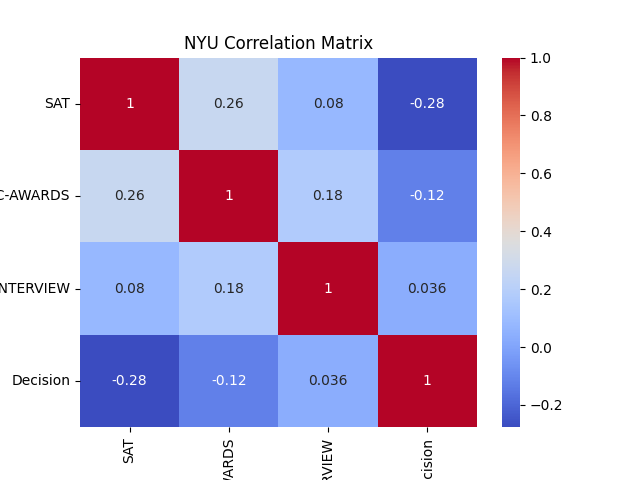 NYU Correlation Matrix
SAT 1 0.26 0.08 -0.28
C-AWARDS 0.26 1 0.18 -0.12
NTERVIEW 0.08 0.18 1 0.036
Decision -0.28 -0.12 0.036 1
SAT WARDS RVIEW cision
1.0
0.8
0.6
0.4
0.2
0.0
−0.2